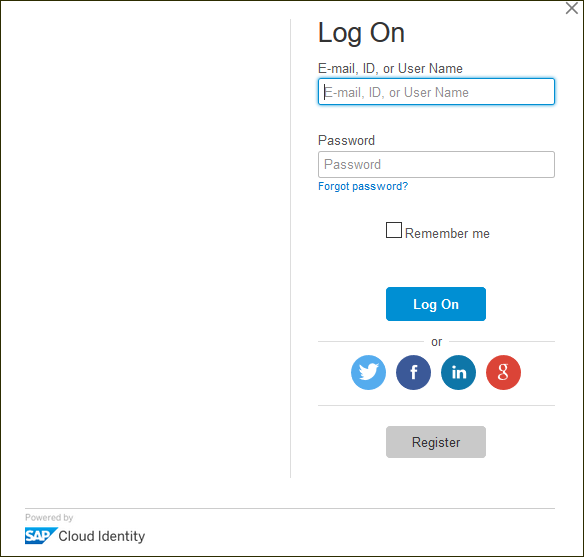 Log On
E-mail, ID, or User Name
E-mail, ID, or User Name
Password
Password
Forgot password?
Remember me
Log On
or
f
in
g
Register
Powered by
SAP Cloud Identity